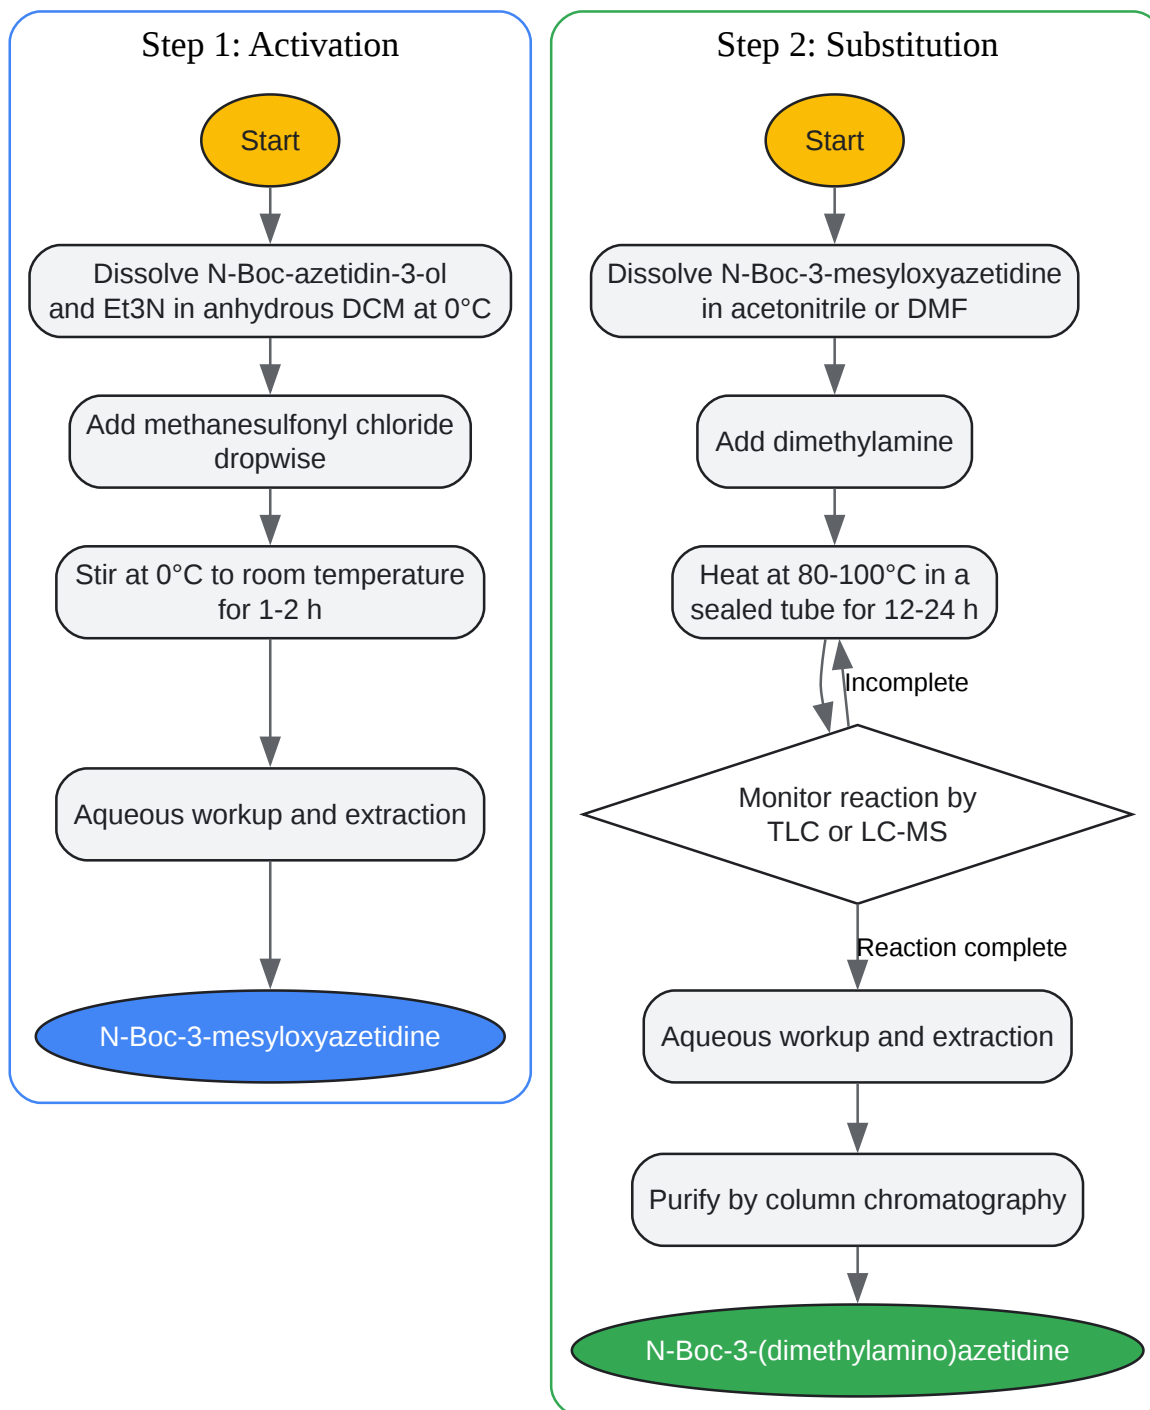 Step 1: Activation
Start
Dissolve N-Boc-azetidin-3-ol
and Et3N in anhydrous DCM at 0°C
Add methanesulfonyl chloride
dropwise
Stir at 0°C to room temperature
for 1-2 h
Aqueous workup and extraction
N-Boc-3-mesyloxyazetidine
Step 2: Substitution
Start
Dissolve N-Boc-3-mesyloxyazetidine
in acetonitrile or DMF
Add dimethylamine
Heat at 80-100°C in a
sealed tube for 12-24 h
Incomplete
Monitor reaction by
TLC or LC-MS
Reaction complete
Aqueous workup and extraction
Purify by column chromatography
N-Boc-3-(dimethylamino)azetidine